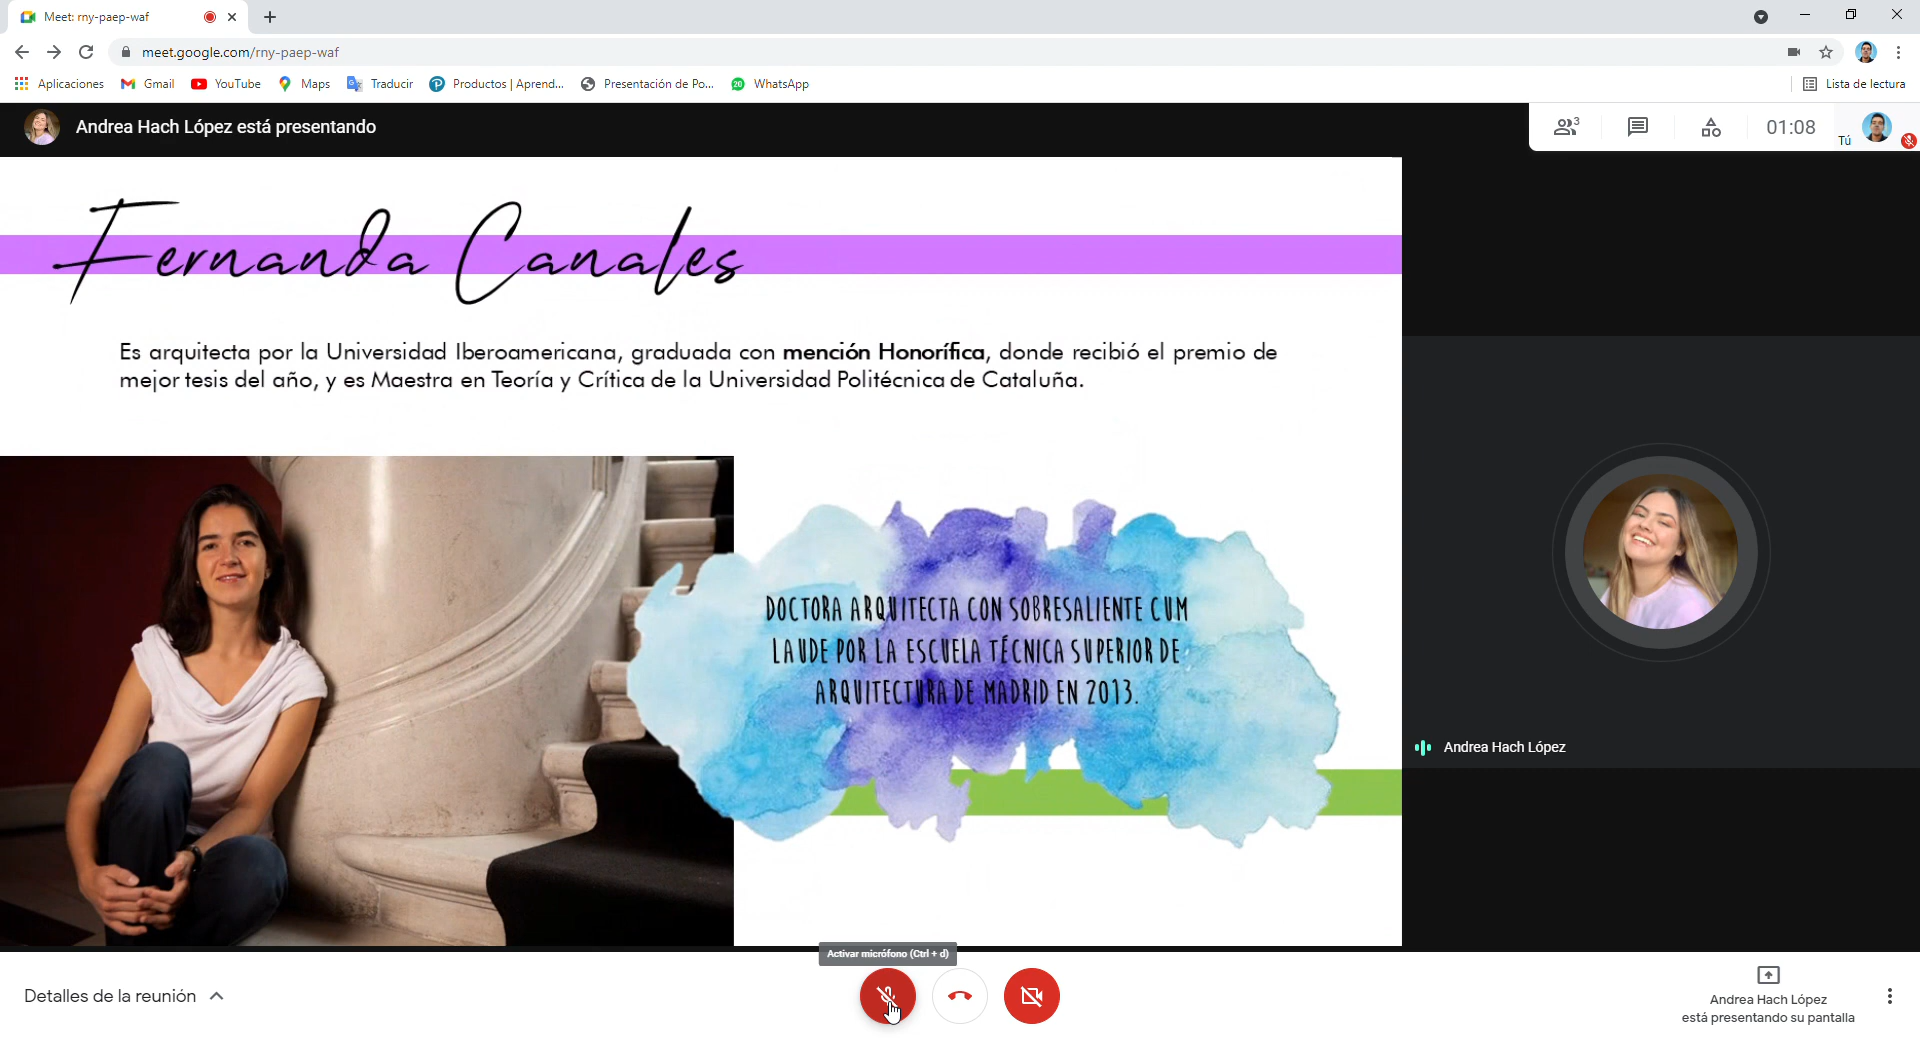 Meet: rny-paep-waf
meet.google.com/rny-paep-waf
Aplicaciones Gmail YouTube Maps Traducir Productos | Aprend... Presentación de Po... 20 WhatsApp Lista de lectura
Andrea Hach López está presentando
3 01:08 Tú
Fernanda Canales
Es arquitecta por la Universidad Iberoamericana, graduada con mención Honorífica, donde recibió el premio de
mejor tesis del año, y es Maestra en Teoría y Crítica de la Universidad Politécnica de Cataluña.
DOCTORA ARQUITECTA CON SOBRESALIENTE CUM
LAUDE POR LA ESCUELA TÉCNICA SUPERIOR DE
ARQUITECTURA DE MADRID EN 2013.
Andrea Hach López
Activar micrófono (Ctrl + d)
Detalles de la reunión
Andrea Hach López
está presentando su pantalla